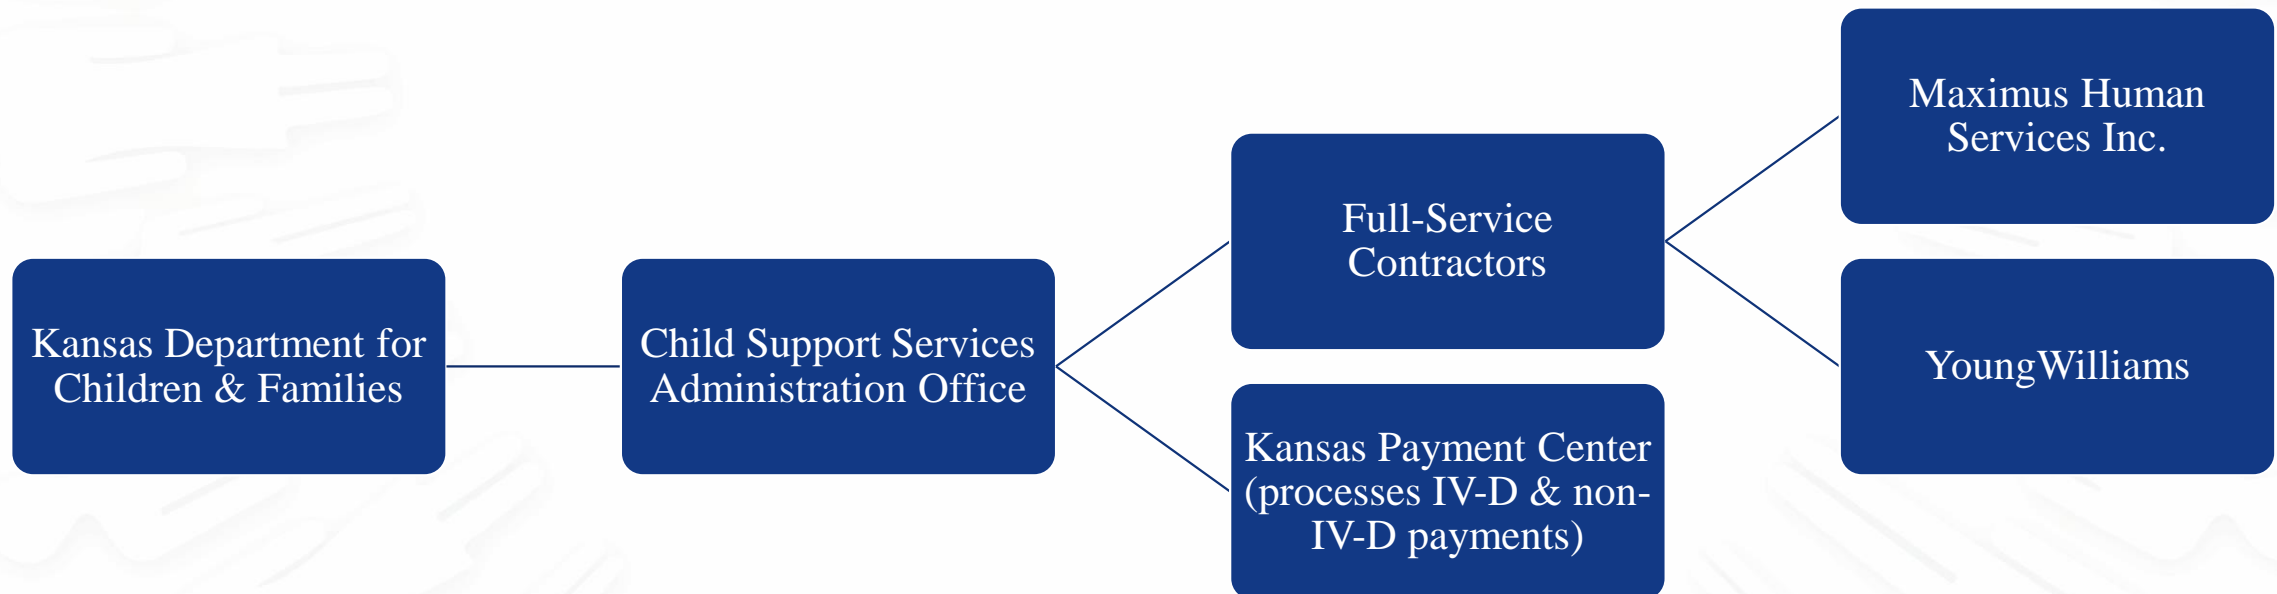 Kansas Department for
Children & Families
Child Support Services
Administration Office
Full-Service
Contractors
Kansas Payment Center
(processes IV-D & non-
IV-D payments)
Maximus Human
Services Inc.
YoungWilliams